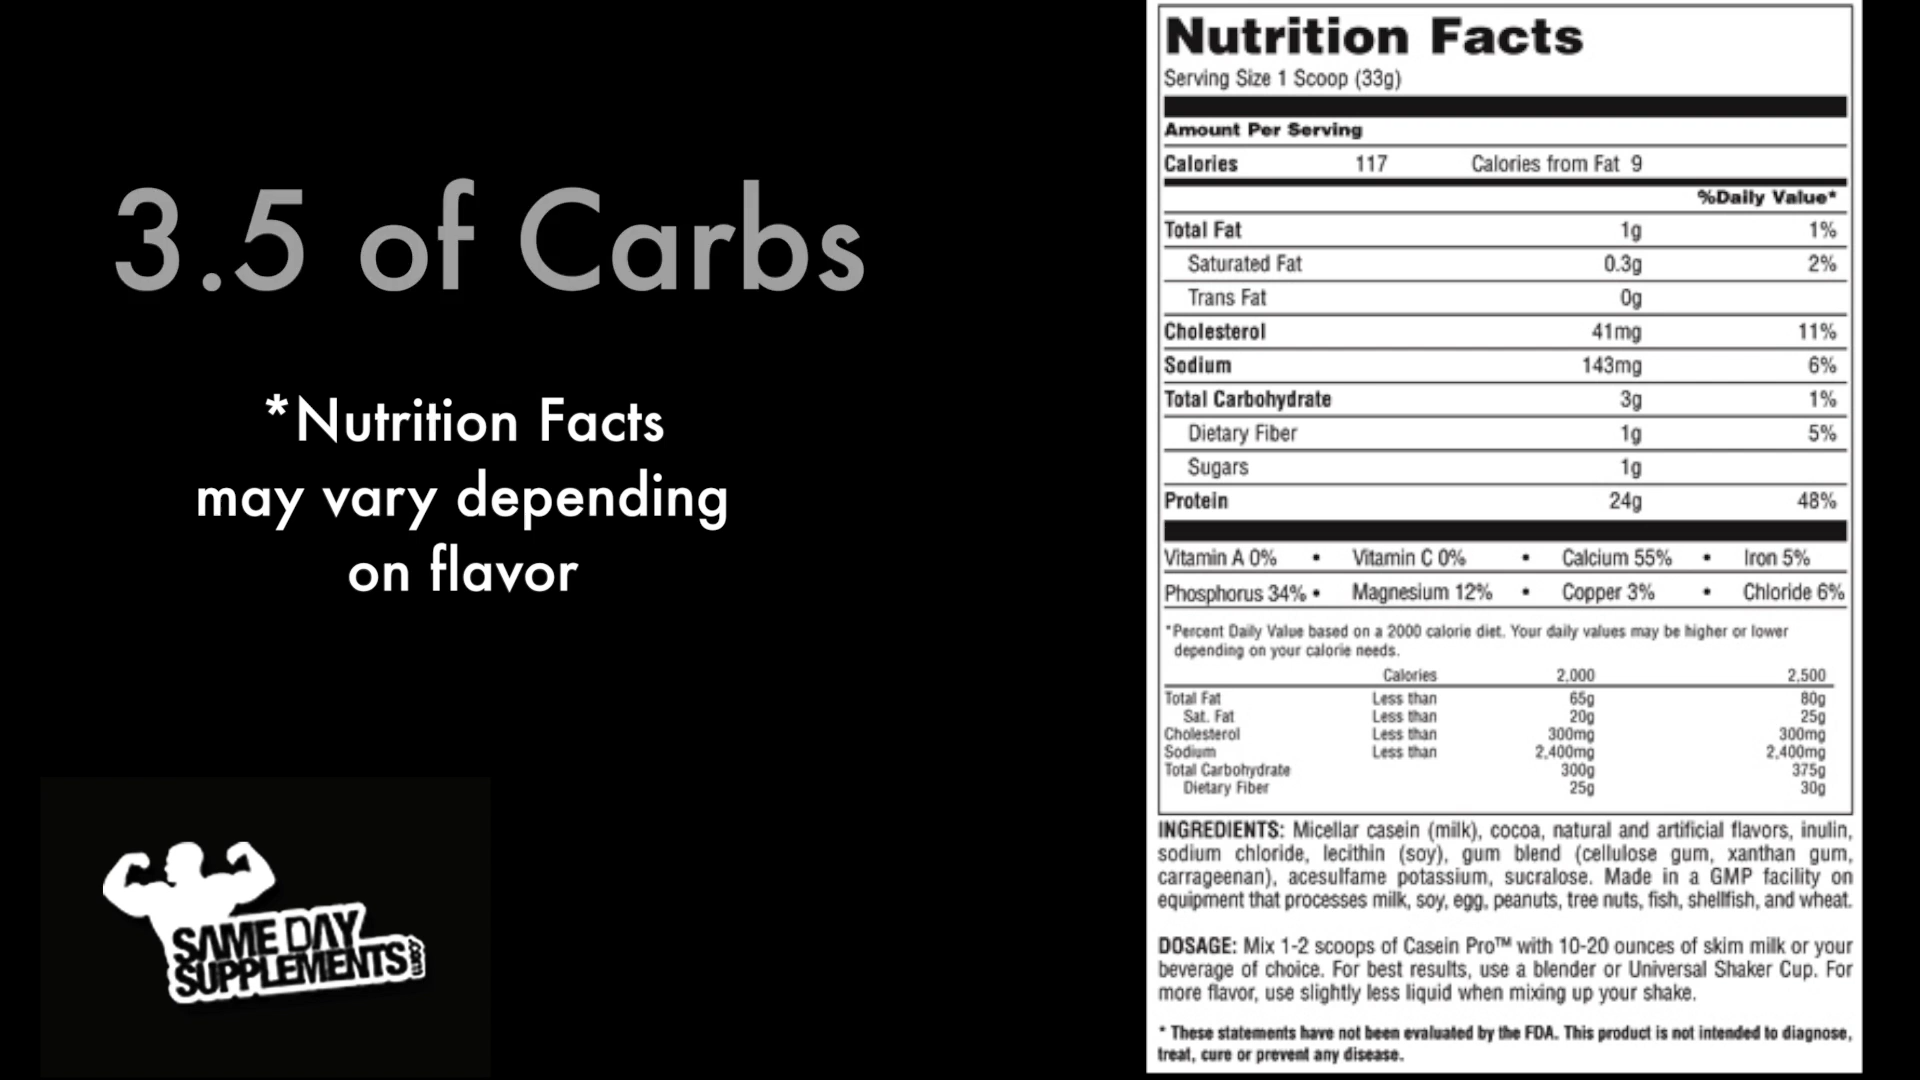 3.5 of Carbs
*Nutrition Facts
may vary depending
on flavor
SAME DAY
SUPPLEMENTS.com
Nutrition Facts
Serving Size 1 Scoop (33g)
Amount Per Serving
Calories 117 Calories from Fat 9
%Daily Value*
Total Fat 1g 1%
Saturated Fat 0.3g 2%
Trans Fat 0g
Cholesterol 41mg 11%
Sodium 143mg 6%
Total Carbohydrate 3g 1%
Dietary Fiber 1g 5%
Sugars 1g
Protein 24g 48%
Vitamin A 0% • Vitamin C 0% • Calcium 55% • Iron 5%
Phosphorus 34% • Magnesium 12% • Copper 3% • Chloride 6%
*Percent Daily Value based on a 2000 calorie diet. Your daily values may be higher or lower
depending on your calorie needs.
Calories 2,000 2,500
Total Fat Less than 65g 80g
Sat. Fat Less than 20g 25g
Cholesterol Less than 300mg 300mg
Sodium Less than 2,400mg 2,400mg
Total Carbohydrate 300g 375g
Dietary Fiber 25g 30g
INGREDIENTS: Micellar casein (milk), cocoa, natural and artificial flavors, inulin,
sodium chloride, lecithin (soy), gum blend (cellulose gum, xanthan gum,
carrageenan), acesulfame potassium, sucralose. Made in a GMP facility on
equipment that processes milk, soy, egg, peanuts, tree nuts, fish, shellfish, and wheat.
DOSAGE: Mix 1-2 scoops of Casein Pro™ with 10-20 ounces of skim milk or your
beverage of choice. For best results, use a blender or Universal Shaker Cup. For
more flavor, use slightly less liquid when mixing up your shake.
* These statements have not been evaluated by the FDA. This product is not intended to diagnose,
treat, cure or prevent any disease.